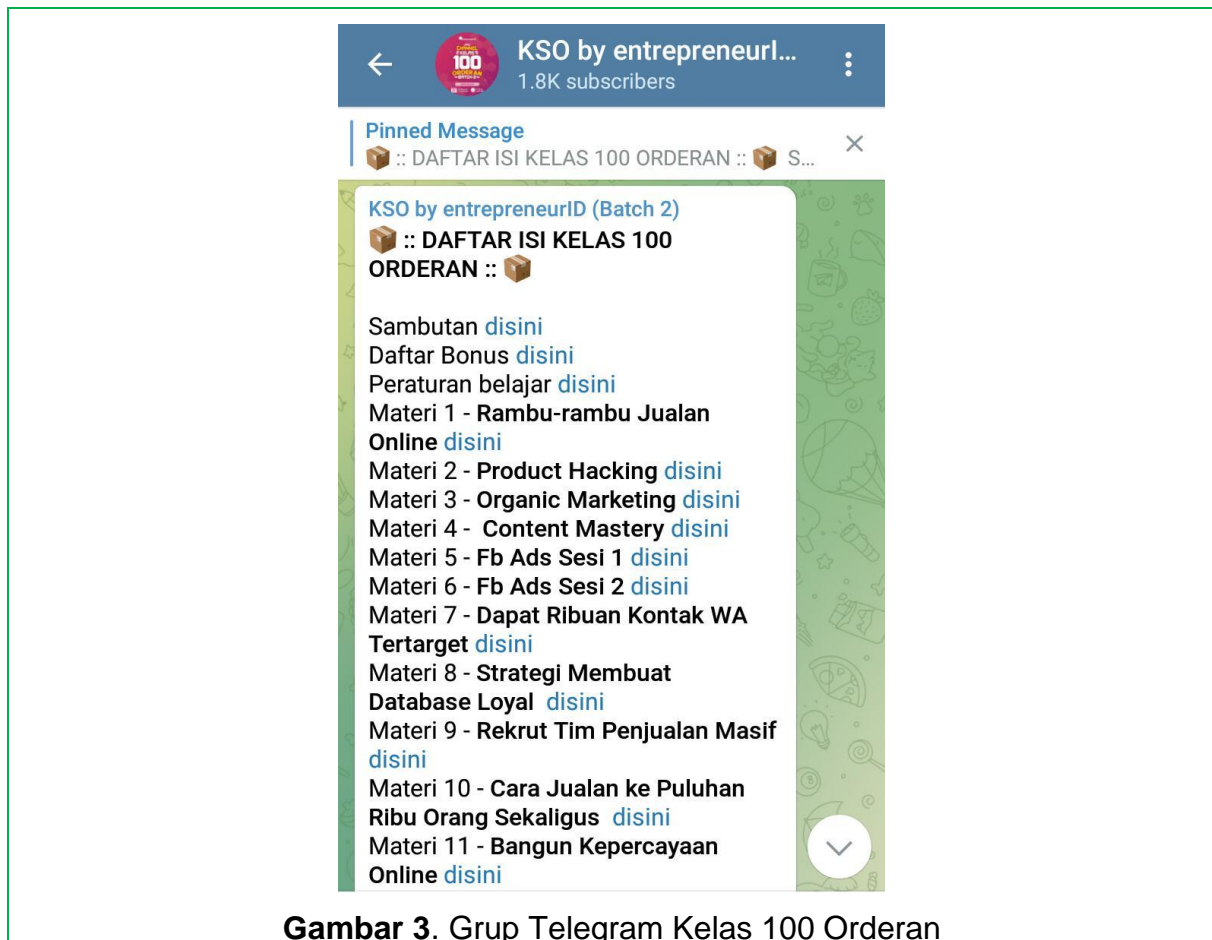 KSO by entrepreneurI...
1.8K subscribers
100
Pinned Message
📦 :: DAFTAR ISI KELAS 100 ORDERAN :: 📦 S...
KSO by entrepreneurID (Batch 2)
📦 :: DAFTAR ISI KELAS 100
ORDERAN :: 📦
Sambutan disini
Daftar Bonus disini
Peraturan belajar disini
Materi 1 - Rambu-rambu Jualan
Online disini
Materi 2 - Product Hacking disini
Materi 3 - Organic Marketing disini
Materi 4 -  Content Mastery disini
Materi 5 - Fb Ads Sesi 1 disini
Materi 6 - Fb Ads Sesi 2 disini
Materi 7 - Dapat Ribuan Kontak WA
Tertarget disini
Materi 8 - Strategi Membuat
Database Loyal  disini
Materi 9 - Rekrut Tim Penjualan Masif
disini
Materi 10 - Cara Jualan ke Puluhan
Ribu Orang Sekaligus  disini
Materi 11 - Bangun Kepercayaan
Online disini
Gambar 3. Grup Telegram Kelas 100 Orderan